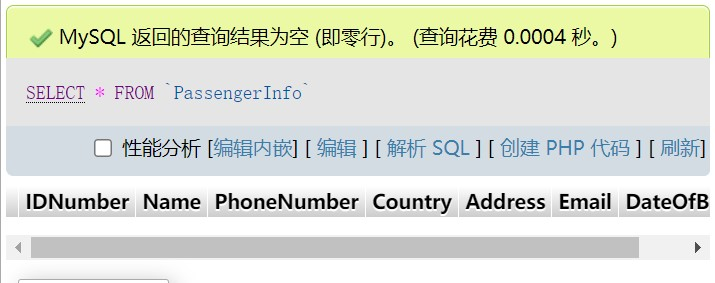 MySQL 返回的查询结果为空 (即零行)。 (查询花费 0.0004 秒。)
SELECT * FROM `PassengerInfo`
性能分析 [编辑内嵌] [ 编辑 ] [ 解析 SQL ] [ 创建 PHP 代码 ] [ 刷新]
IDNumber Name PhoneNumber Country Address Email DateOfB